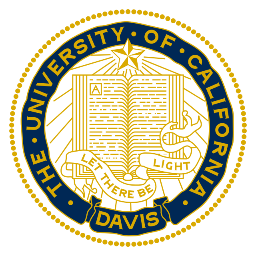 · THE · UNIVERSITY · OF · CALIFORNIA ·
DAVIS
A
LET THERE BE
LIGHT